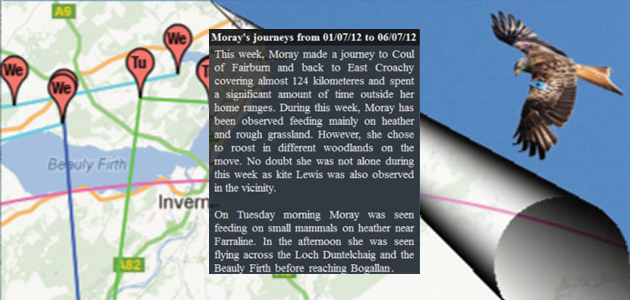 A9
We
We
We
Tu
We
T
Beauly Firth
Invern
A82
Moray's journeys from 01/07/12 to 06/07/12
This week, Moray made a journey to Coul
of Fairburn and back to East Croachy
covering almost 124 kilometeres and spent
a significant amount of time outside her
home ranges. During this week, Moray has
been observed feeding mainly on heather
and rough grassland. However, she chose
to roost in different woodlands on the
move. No doubt she was not alone during
this week as kite Lewis was also observed
in the vicinity.
On Tuesday morning Moray was seen
feeding on small mammals on heather near
Farraline. In the afternoon she was seen
flying across the Loch Duntelchaig and the
Beauly Firth before reaching Bogallan.